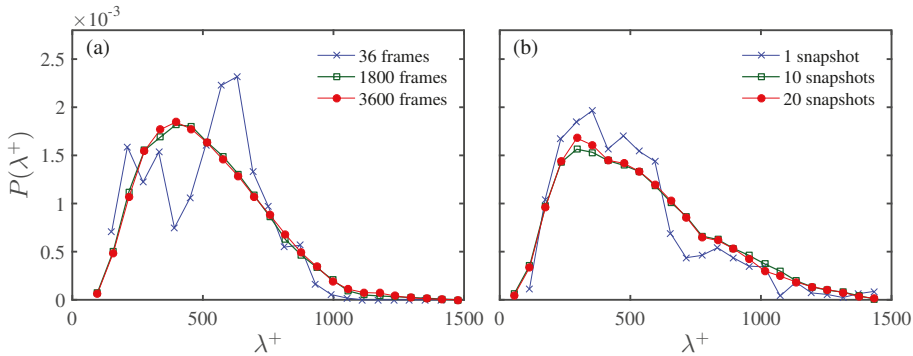 ×10⁻³
(a)
36 frames
1800 frames
3600 frames
2.5
2
1.5
1
0.5
0
P(λ⁺)
0 500 1000 1500
λ⁺
(b)
1 snapshot
10 snapshots
20 snapshots
0 500 1000 1500
λ⁺